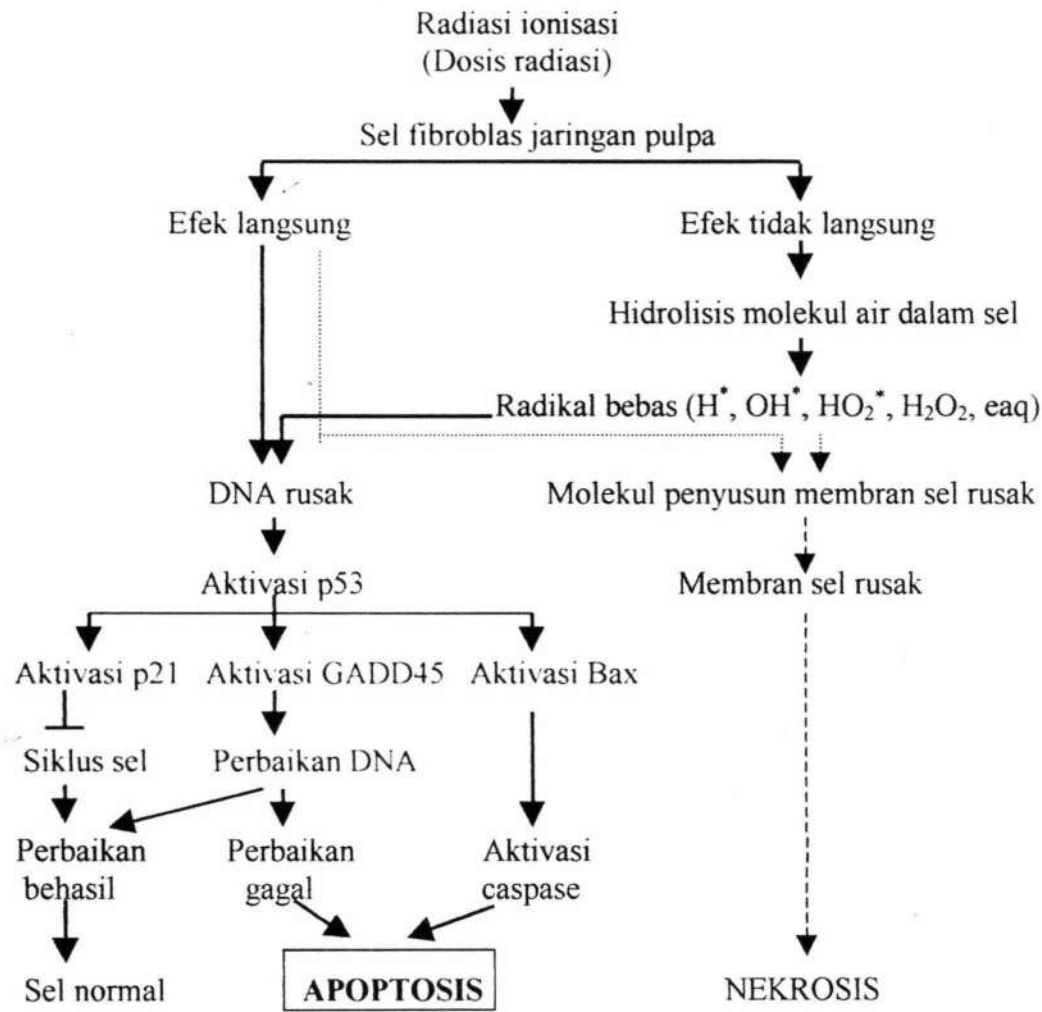 Radiasi ionisasi
(Dosis radiasi)
Sel fibroblas jaringan pulpa
Efek langsung
Efek tidak langsung
Hidrolisis molekul air dalam sel
Radikal bebas (H*, OH*, HO₂*, H₂O₂, eaq)
DNA rusak
Molekul penyusun membran sel rusak
Aktivasi p53
Membran sel rusak
Aktivasi p21
Aktivasi GADD45
Aktivasi Bax
Siklus sel
Perbaikan DNA
Perbaikan
behasil
Perbaikan
gagal
Aktivasi
caspase
Sel normal
APOPTOSIS
NEKROSIS